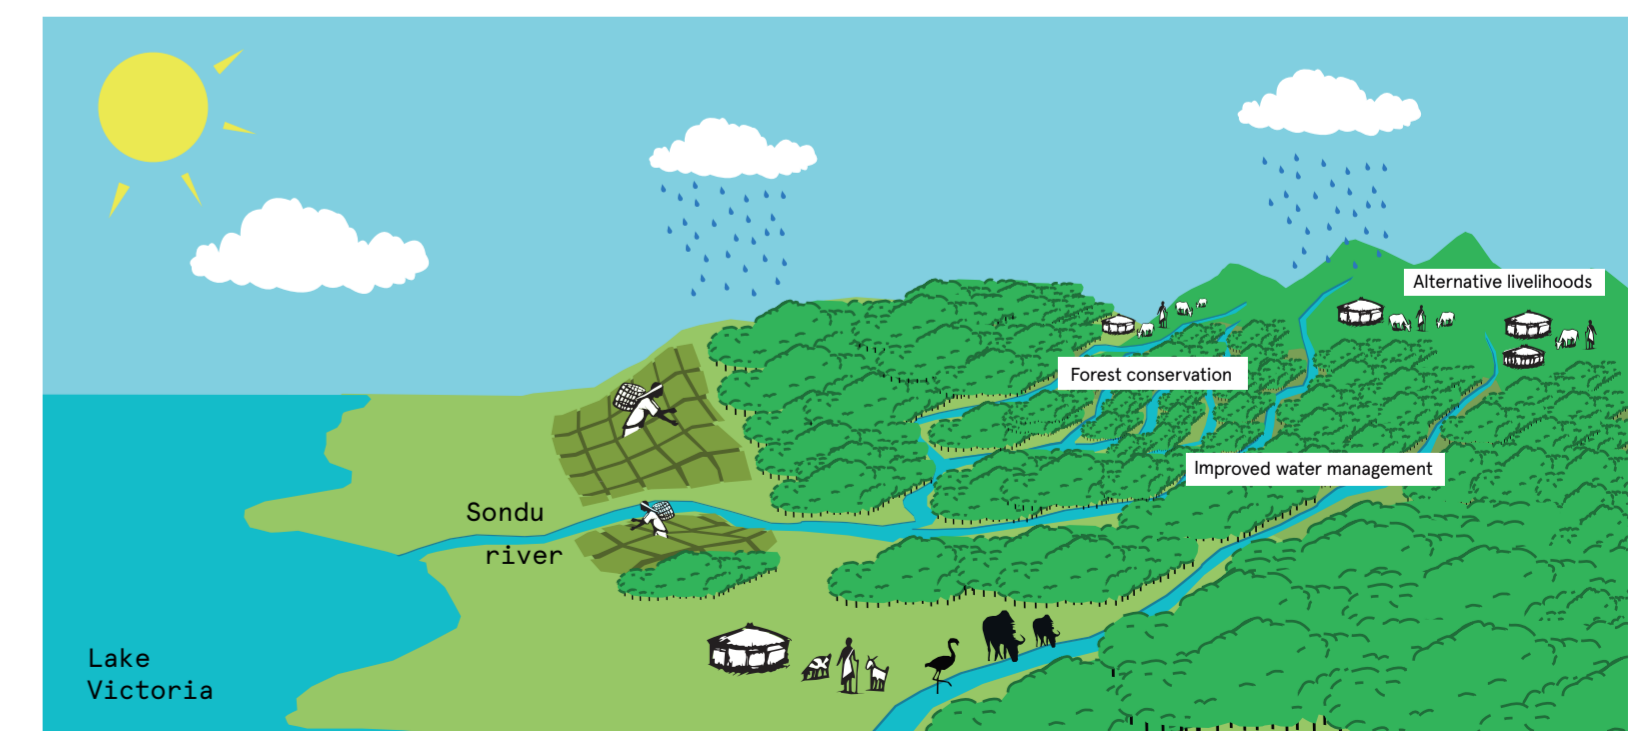 Alternative livelihoods
Forest conservation
Improved water management
Sondu
river
Lake
Victoria